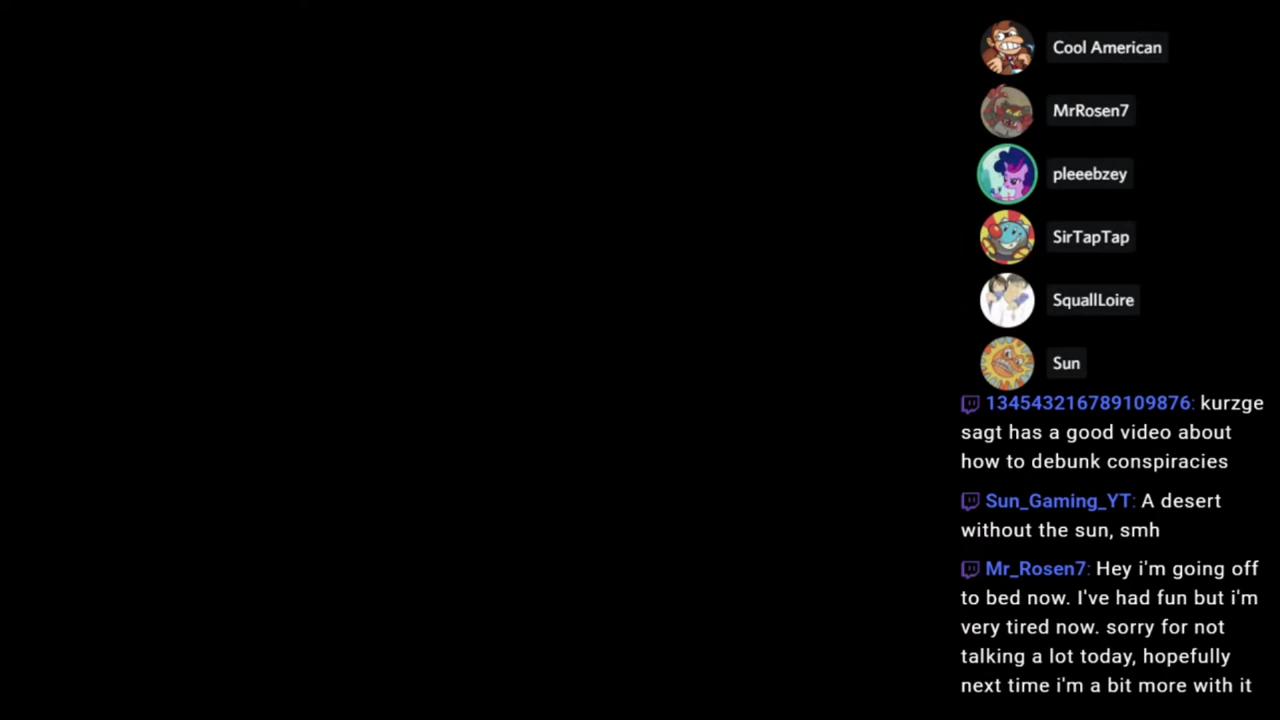 Cool American
MrRosen7
pleeebzey
SirTapTap
SquallLoire
Sun
134543216789109876: kurzge
sagt has a good video about
how to debunk conspiracies
Sun_Gaming_YT: A desert
without the sun, smh
Mr_Rosen7: Hey i'm going off
to bed now. I've had fun but i'm
very tired now. sorry for not
talking a lot today, hopefully
next time i'm a bit more with it